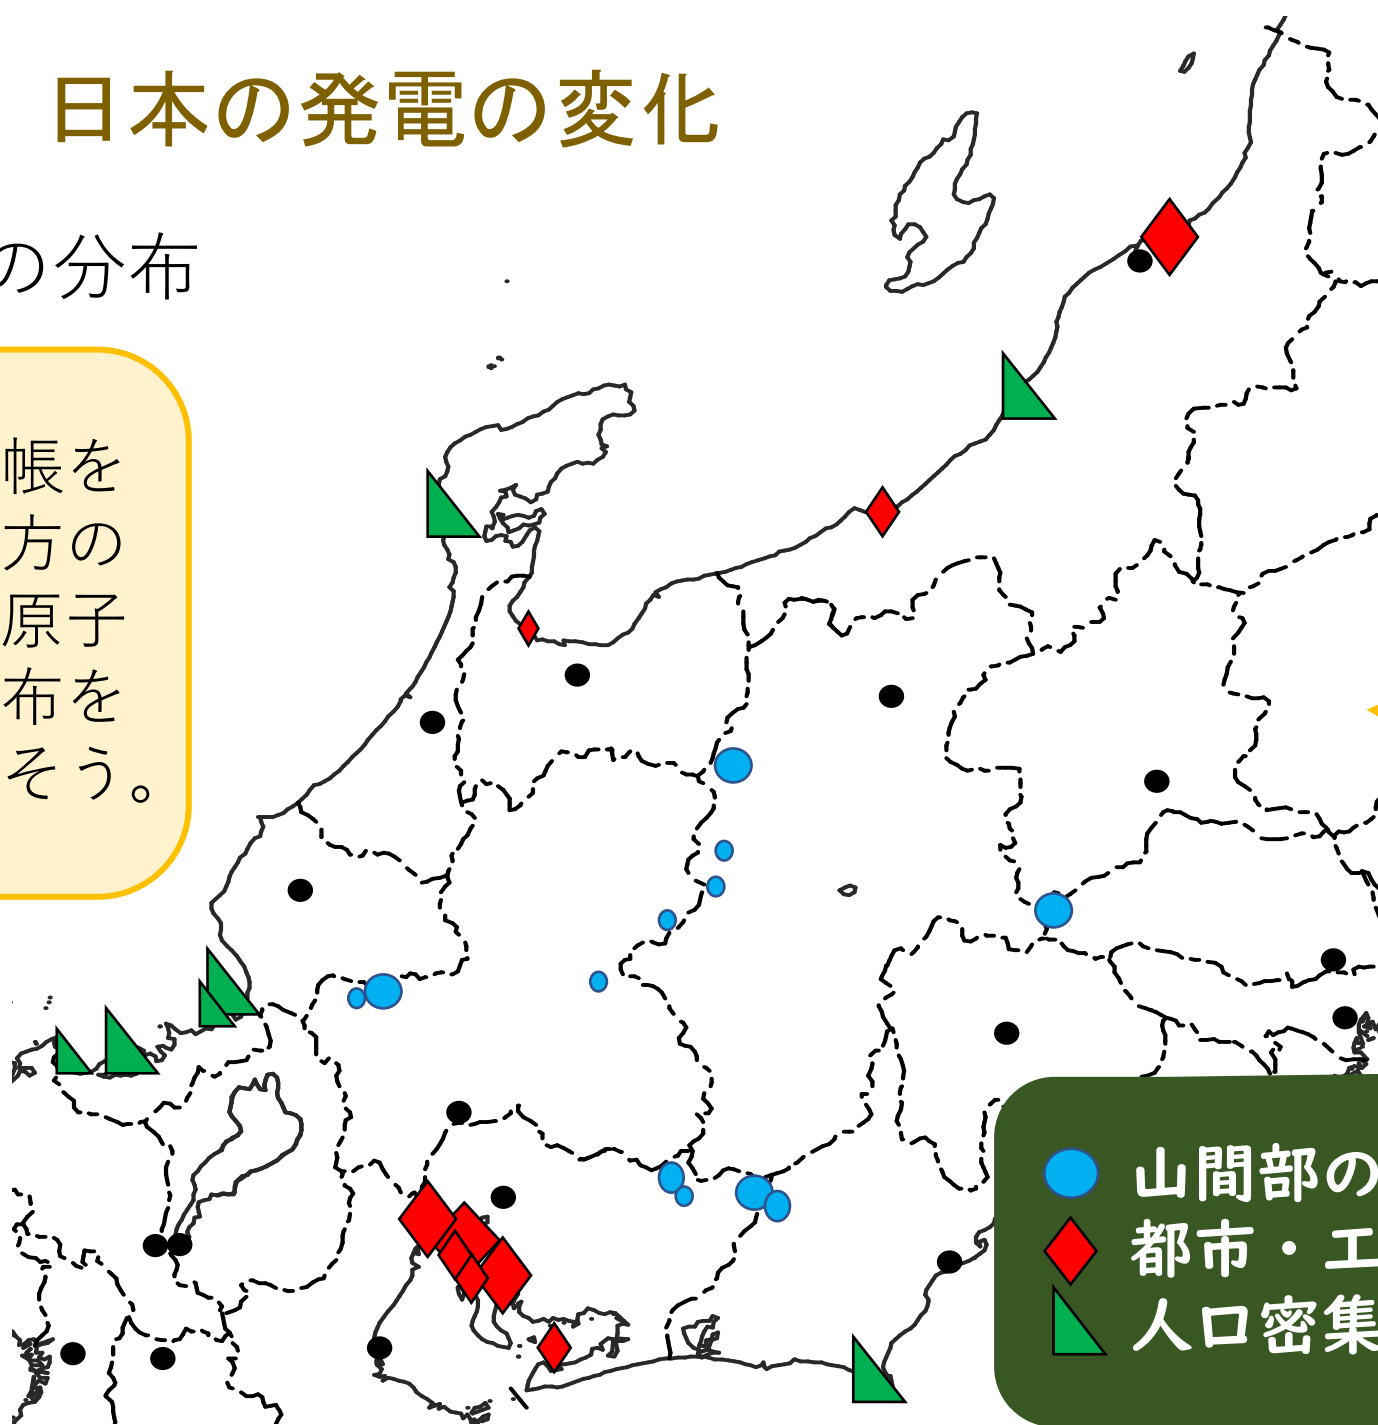 日本の発電の変化
の分布
帳を
方の
原子
布を
そう。
山間部の
都市・工
人口密集